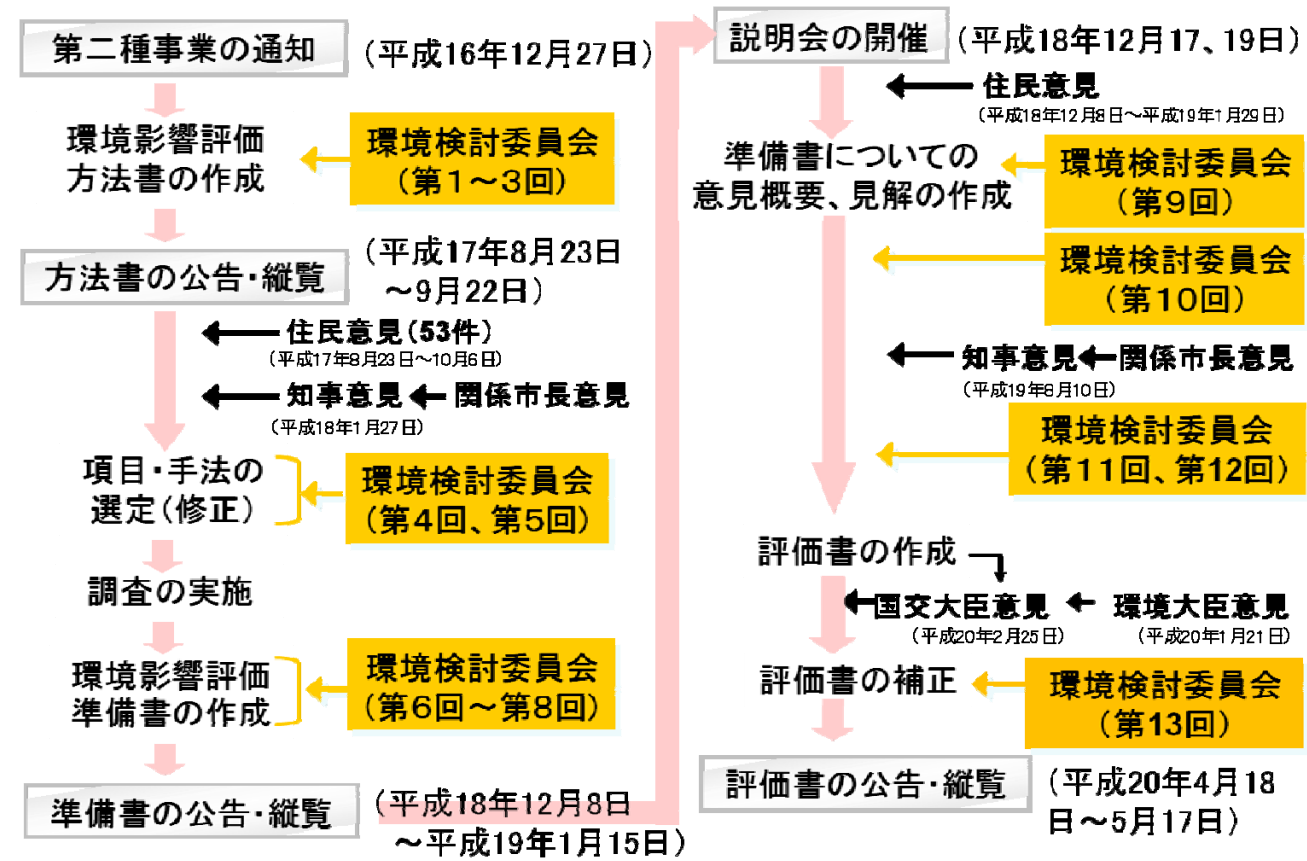 第二種事業の通知
（平成16年12月27日）
環境影響評価
方法書の作成
環境検討委員会
（第１～３回）
方法書の公告・縦覧
（平成17年8月23日
～9月22日）
住民意見（53件）
（平成17年8月23日～10月6日）
知事意見
関係市長意見
（平成18年1月27日）
項目・手法の
選定（修正）
環境検討委員会
（第４回、第５回）
調査の実施
環境影響評価
準備書の作成
環境検討委員会
（第６回～第８回）
準備書の公告・縦覧
（平成18年12月8日
～平成19年1月15日）
説明会の開催
（平成18年12月17、19日）
住民意見
（平成18年12月8日～平成19年1月29日）
準備書についての
意見概要、見解の作成
環境検討委員会
（第９回）
環境検討委員会
（第１０回）
知事意見
関係市長意見
（平成19年8月10日）
環境検討委員会
（第１１回、第12回）
評価書の作成
国交大臣意見
環境大臣意見
（平成20年2月25日）
（平成20年1月21日）
評価書の補正
環境検討委員会
（第13回）
評価書の公告・縦覧
（平成20年4月18
日～5月17日）